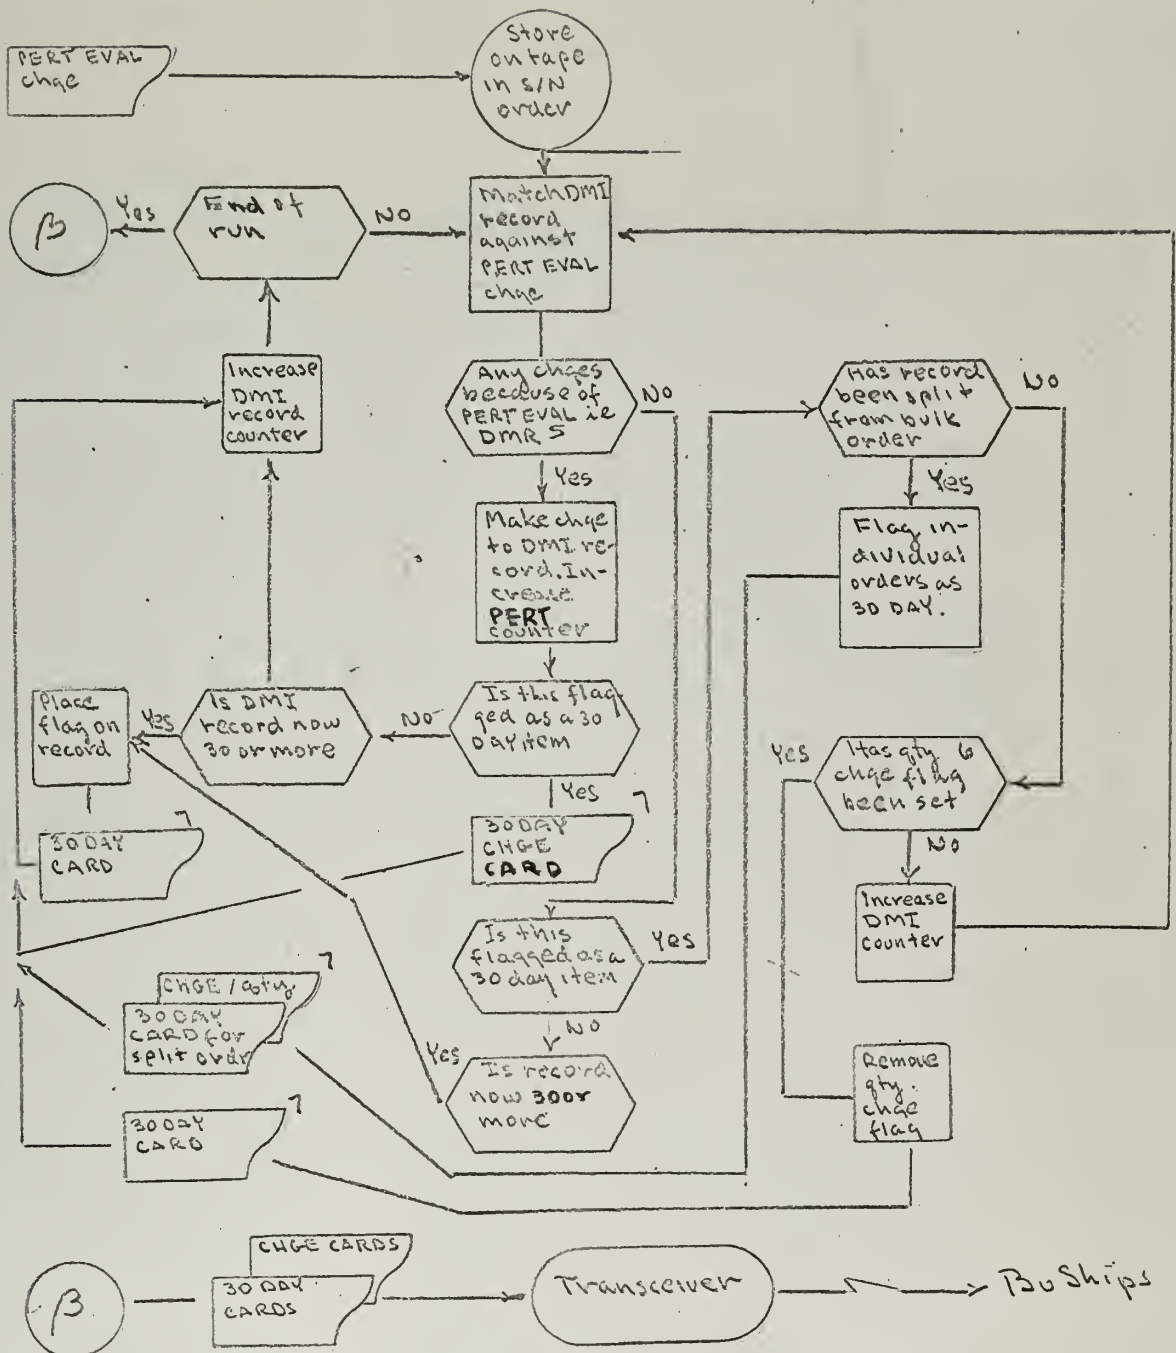 PERT EVAL
chge
Store
on tape
in S/N
order
β
Yes
End of
run
No
Match DMI
record
against
PERT EVAL
chge
Increase
DMI
record
counter
Any chges
because of
PERT EVAL ie
DMR 5
No
Yes
Has record
been split
from bulk
order
No
Yes
Make chge
to DMI re-
cord. In-
crease
PERT
counter
Flag in-
dividual
orders as
30 DAY.
Place
flag on
record
Yes
Is DMI
record now
30 or more
No
Is this flag-
ged as a 30
DAY item
Yes
Yes
Has qty 6
chge flag
been set
No
30 DAY
CARD
7
30 DAY
CHGE
CARD
7
Increase
DMI
counter
Is this
flagged as a
30 day item
Yes
No
CHGE / qty
7
30 DAY
CARD for
split ordr
Yes
Is record
now 30 or
more
Remove
qty.
chge
flag
30 DAY
CARD
7
β
CHGE CARDS
30 DAY
CARDS
Transceiver
BuShips